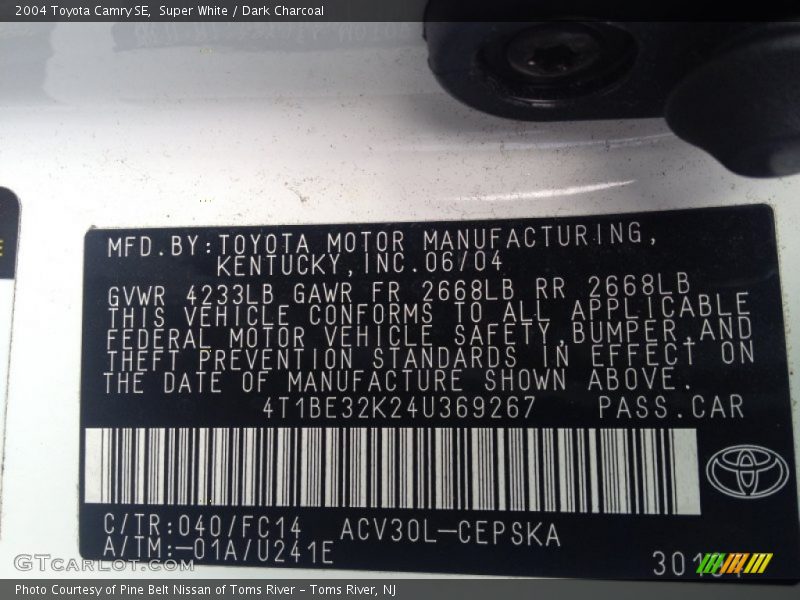 2004 Toyota Camry SE, Super White / Dark Charcoal
MFD.BY:TOYOTA MOTOR MANUFACTURING,
KENTUCKY,INC.06/04
GVWR 4233LB GAWR FR 2668LB RR 2668LB
THIS VEHICLE CONFORMS TO ALL APPLICABLE
FEDERAL MOTOR VEHICLE SAFETY,BUMPER,AND
THEFT PREVENTION STANDARDS IN EFFECT ON
THE DATE OF MANUFACTURE SHOWN ABOVE.
4T1BE32K24U369267 PASS.CAR
C/TR:040/FC14 ACV30L-CEPSKA
A/TM:-01A/U241E
GTCarLot.com
Photo Courtesy of Pine Belt Nissan of Toms River - Toms River, NJ